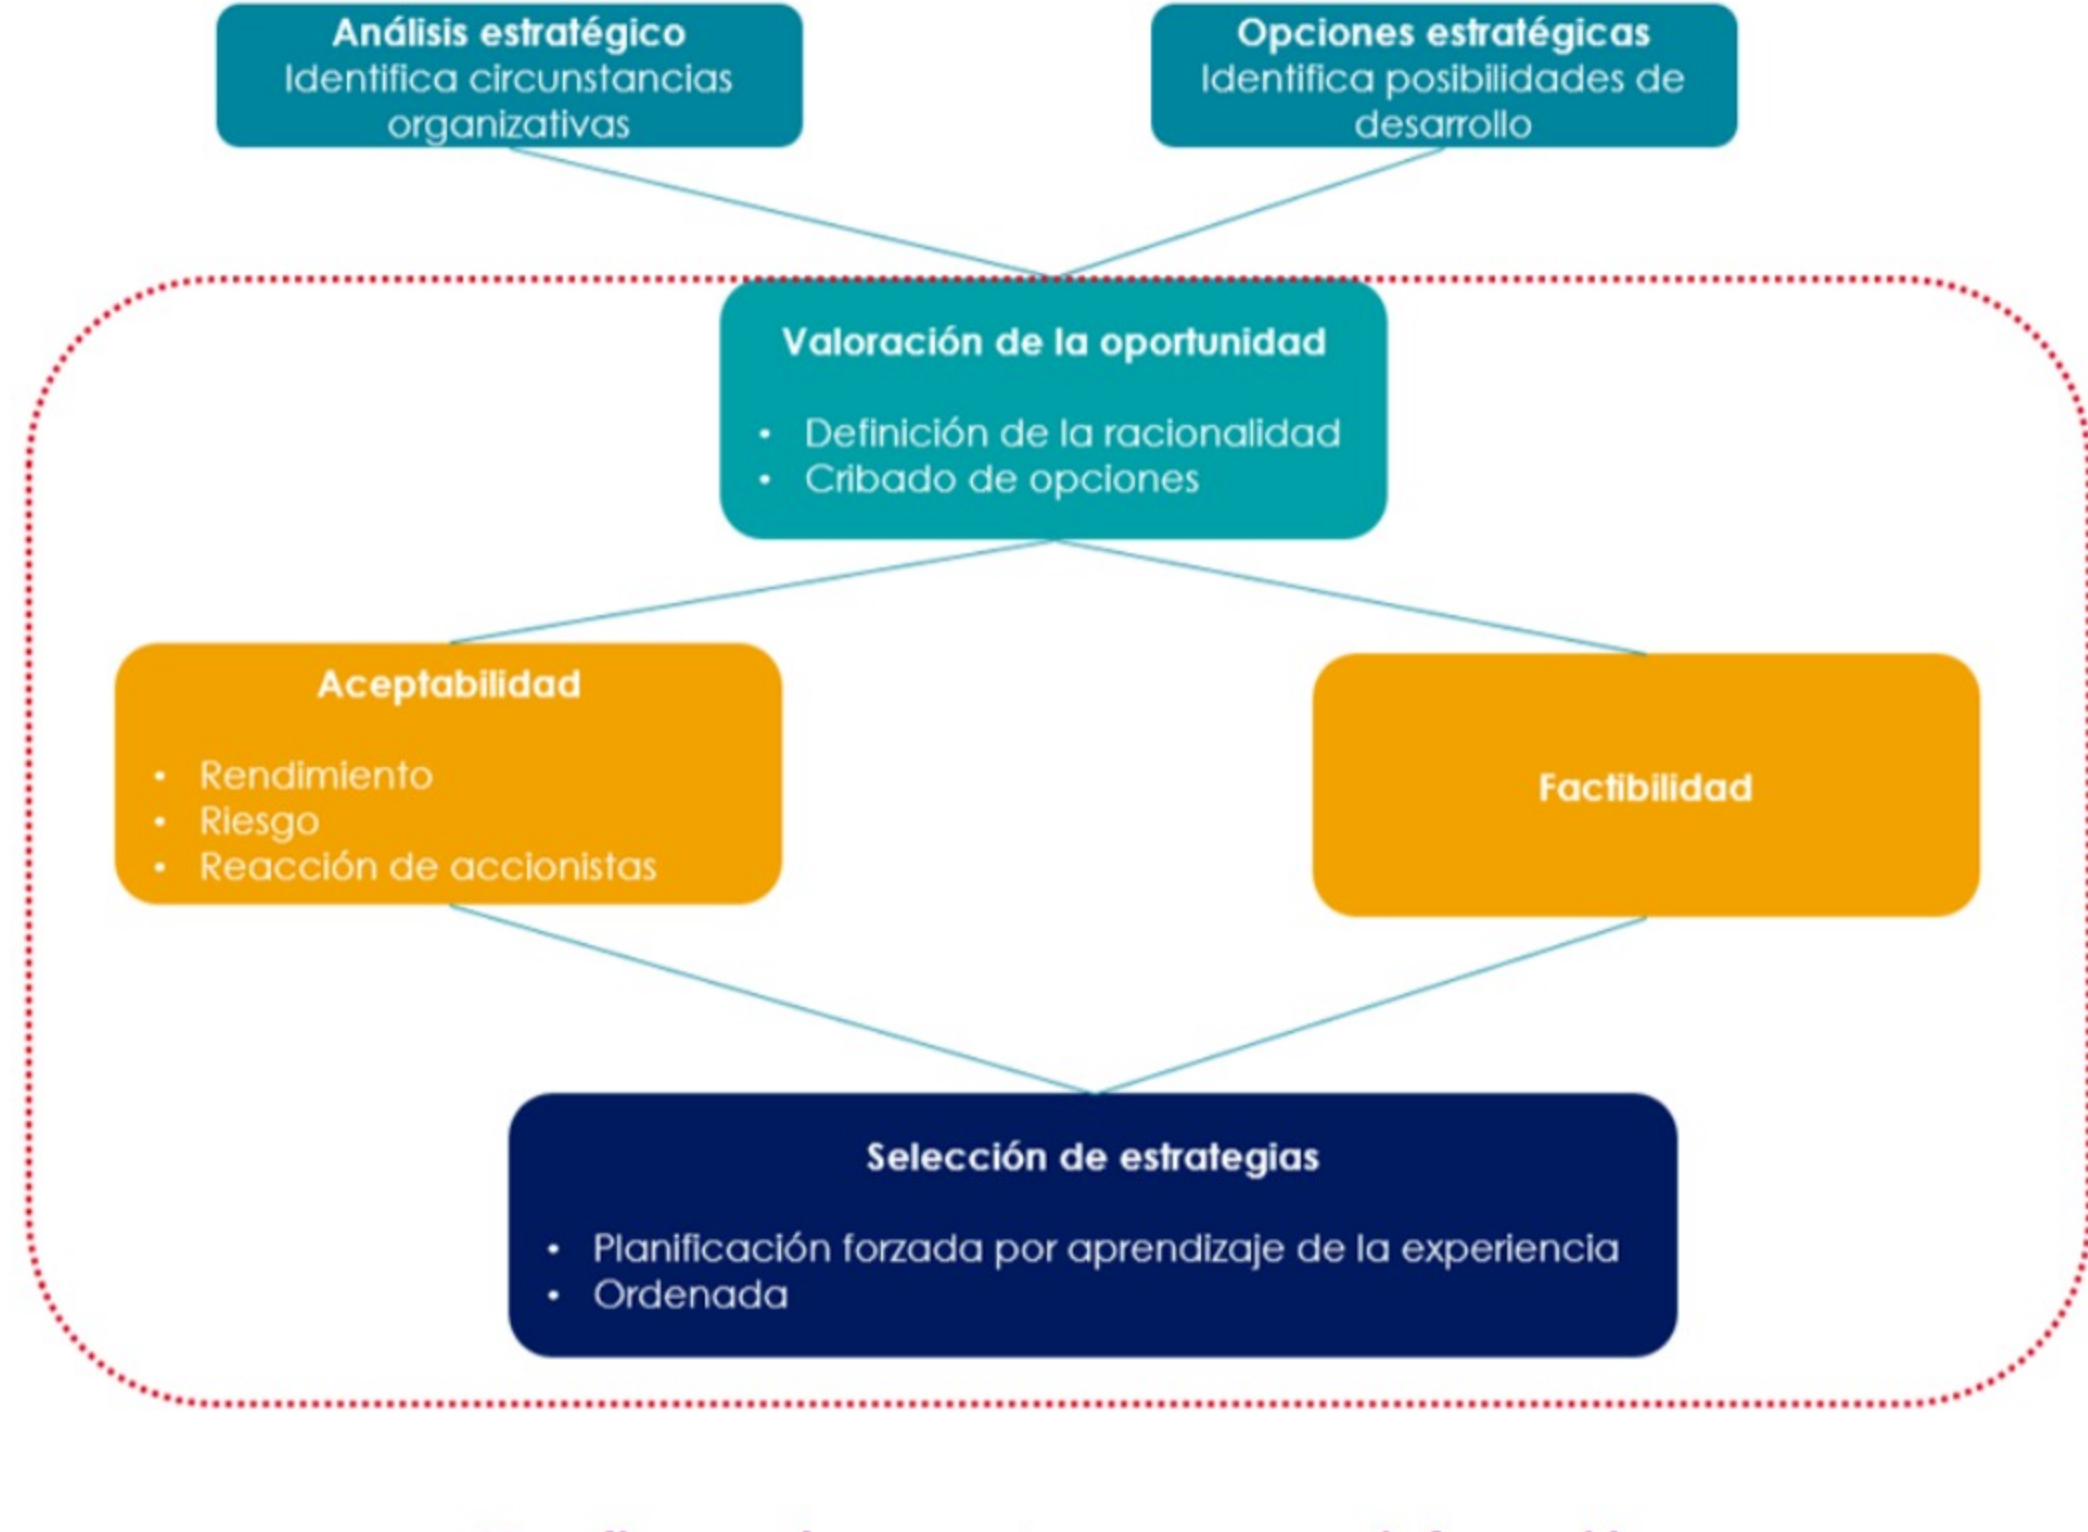 Análisis estratégico
Identifica circunstancias
organizativas
Opciones estratégicas
Identifica posibilidades de
desarrollo
Valoración de la oportunidad
• Definición de la racionalidad
• Cribado de opciones
Aceptabilidad
• Rendimiento
• Riesgo
• Reacción de accionistas
Factibilidad
Selección de estrategias
• Planificación forzada por aprendizaje de la experiencia
• Ordenada